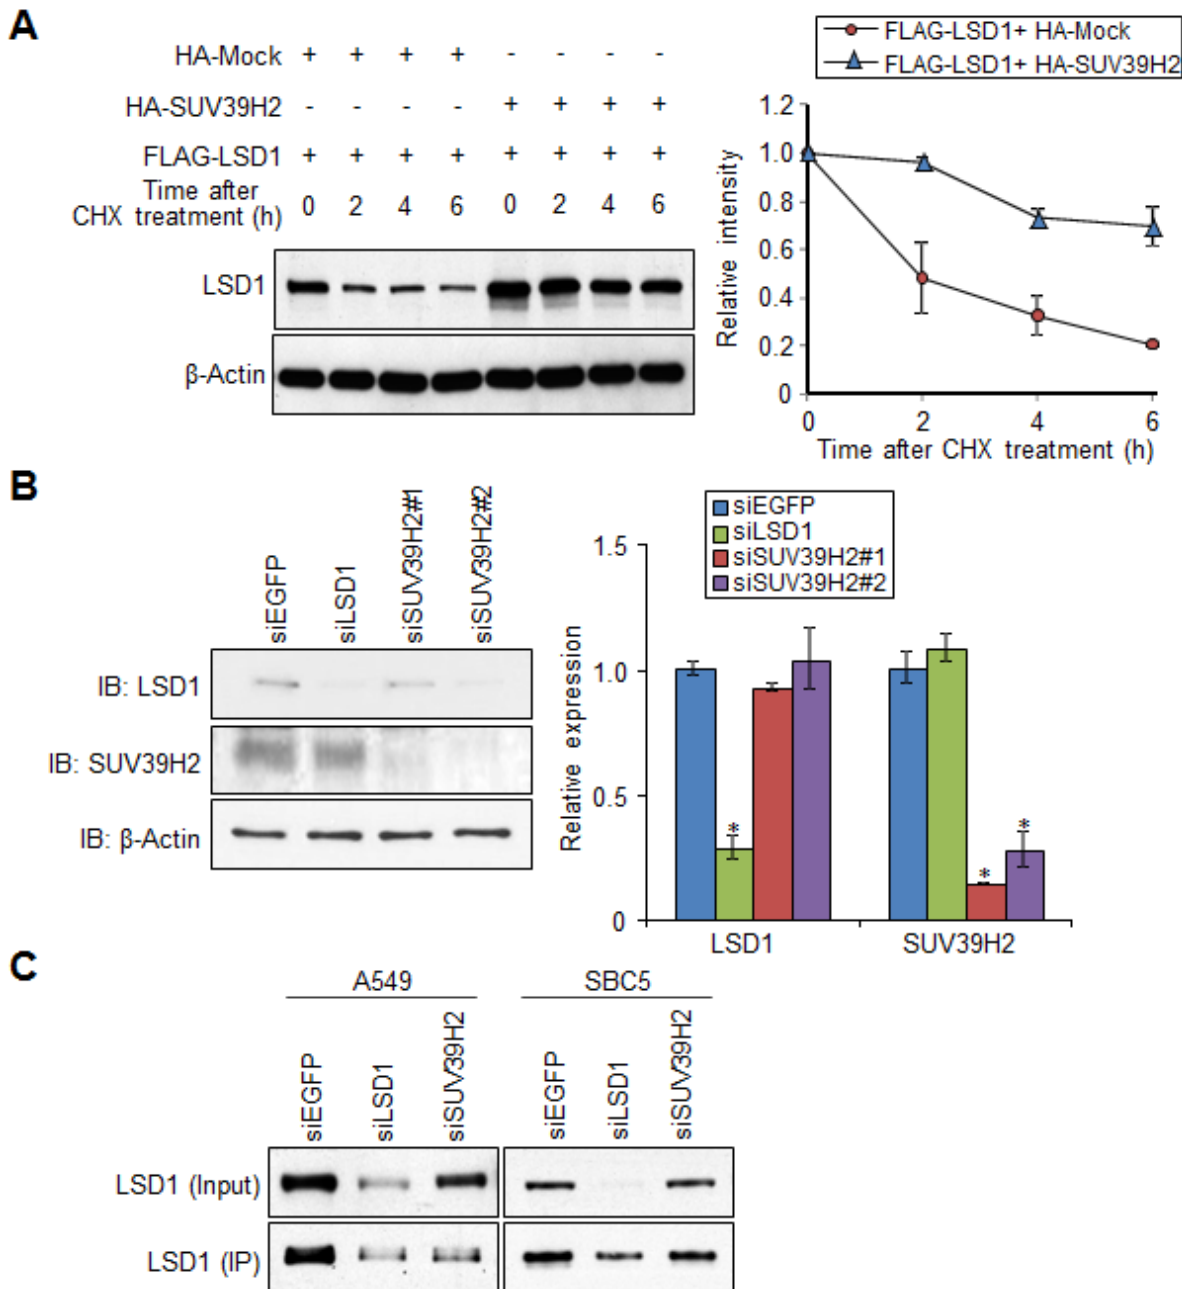 A
HA-Mock + + + + - - - -
HA-SUV39H2 - - - - + + + +
FLAG-LSD1 + + + + + + + +
Time after
CHX treatment (h) 0 2 4 6 0 2 4 6
LSD1
β-Actin
FLAG-LSD1+ HA-Mock
FLAG-LSD1+ HA-SUV39H2
1.2
1.0
0.8
0.6
0.4
0.2
0
Relative intensity
0 2 4 6
Time after CHX treatment (h)
B
siEGFP
siLSD1
siSUV39H2#1
siSUV39H2#2
IB: LSD1
IB: SUV39H2
IB: β-Actin
siEGFP
siLSD1
siSUV39H2#1
siSUV39H2#2
1.5
1.0
0.5
0
Relative expression
*
*
*
LSD1 SUV39H2
C
A549 SBC5
siEGFP
siLSD1
siSUV39H2
siEGFP
siLSD1
siSUV39H2
LSD1 (Input)
LSD1 (IP)